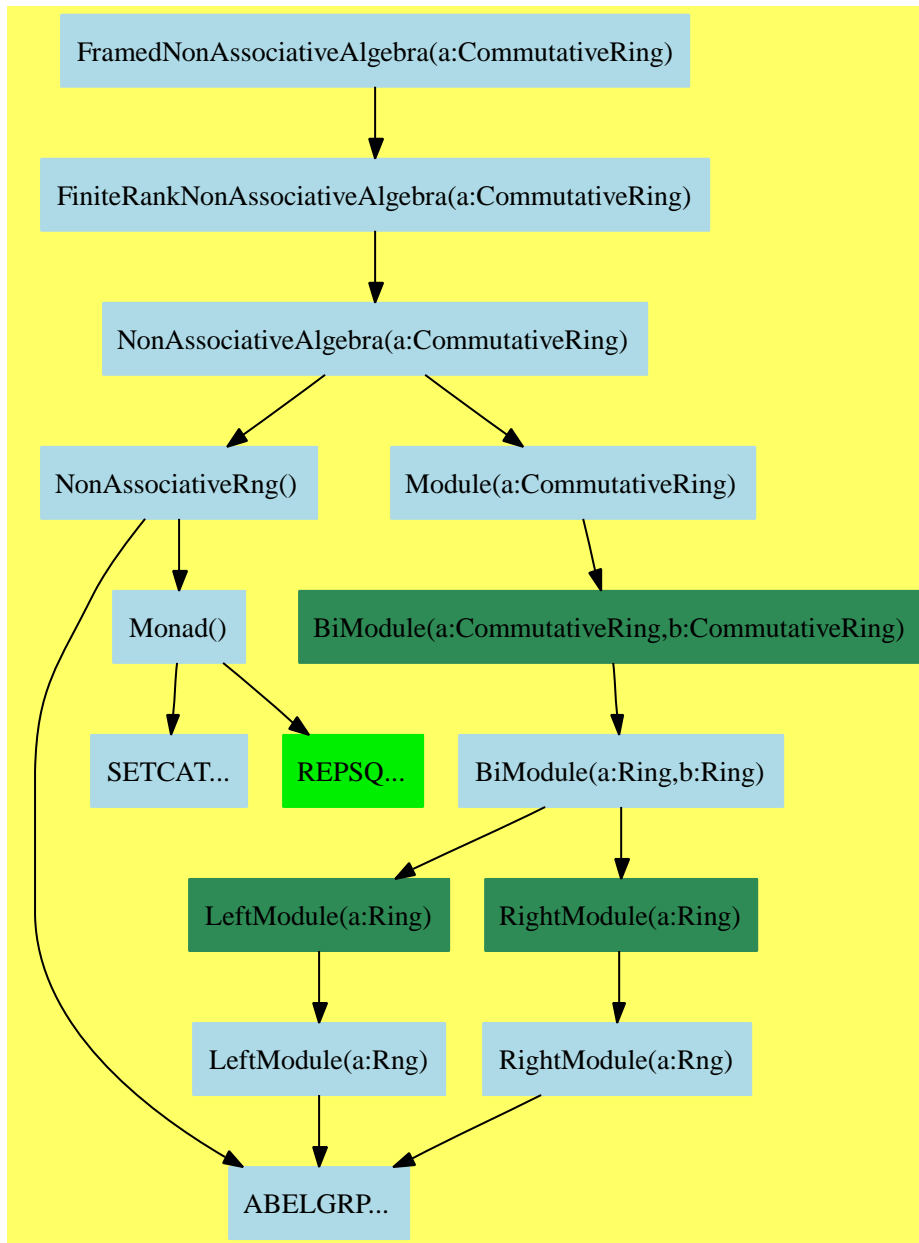 FramedNonAssociativeAlgebra(a:CommutativeRing)
FiniteRankNonAssociativeAlgebra(a:CommutativeRing)
NonAssociativeAlgebra(a:CommutativeRing)
NonAssociativeRng()
Module(a:CommutativeRing)
Monad()
BiModule(a:CommutativeRing,b:CommutativeRing)
SETCAT...
REPSQ...
BiModule(a:Ring,b:Ring)
LeftModule(a:Ring)
RightModule(a:Ring)
LeftModule(a:Rng)
RightModule(a:Rng)
ABELGRP...